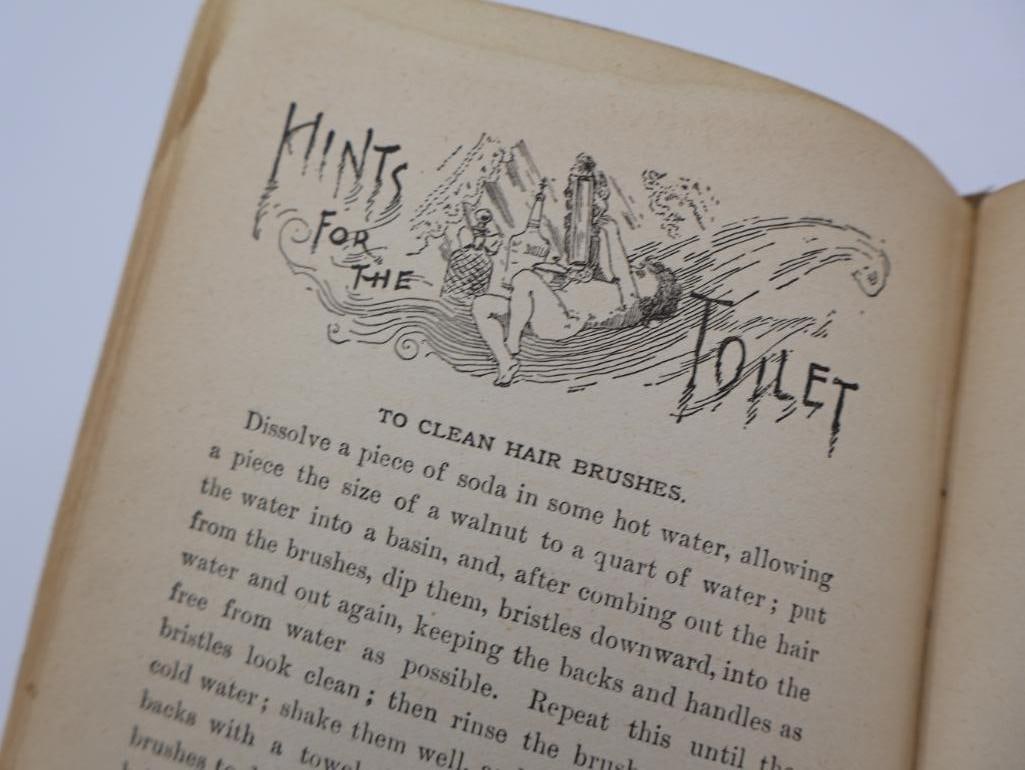 HINTS
FOR
THE
TOILET
TO CLEAN HAIR BRUSHES.
Dissolve a piece of soda in some hot water, allowing
a piece the size of a walnut to a quart of water; put
the water into a basin, and, after combing out the hair
from the brushes, dip them, bristles downward, into the
water and out again, keeping the backs and handles as
free from water as possible. Repeat this until the
bristles look clean; then rinse the
cold water; shake them well,
backs with a
brushes to